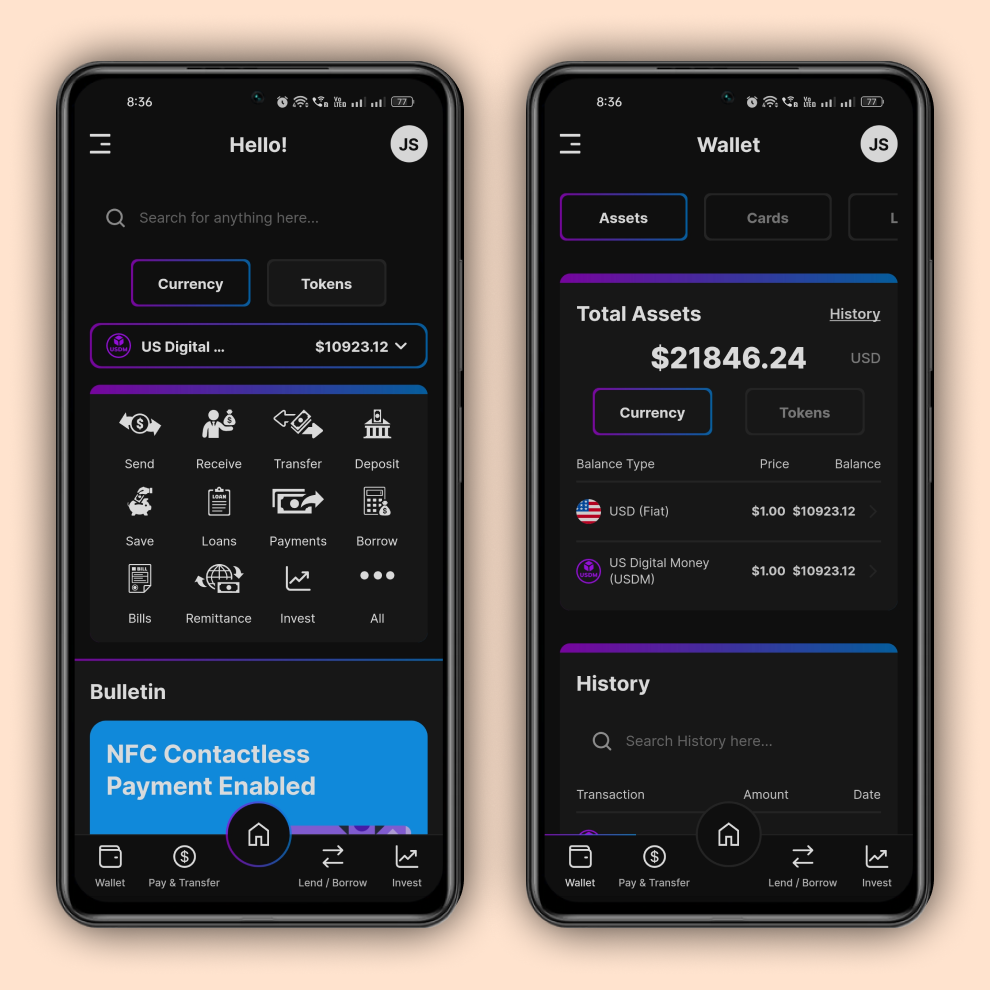 8:36
77
Hello!
JS
Search for anything here...
Currency
Tokens
USDM
US Digital ...
$10923.12
Send
Receive
Transfer
Deposit
LOAN
Save
Loans
Payments
Borrow
BILL
Bills
Remittance
Invest
All
Bulletin
NFC Contactless
Payment Enabled
Wallet
Pay & Transfer
Lend / Borrow
Invest
8:36
77
Wallet
JS
Assets
Cards
L
Total Assets
History
$21846.24
USD
Currency
Tokens
Balance Type
Price
Balance
USD (Fiat)
$1.00
$10923.12
USDM
US Digital Money
(USDM)
$1.00
$10923.12
History
Search History here...
Transaction
Amount
Date
Wallet
Pay & Transfer
Lend / Borrow
Invest